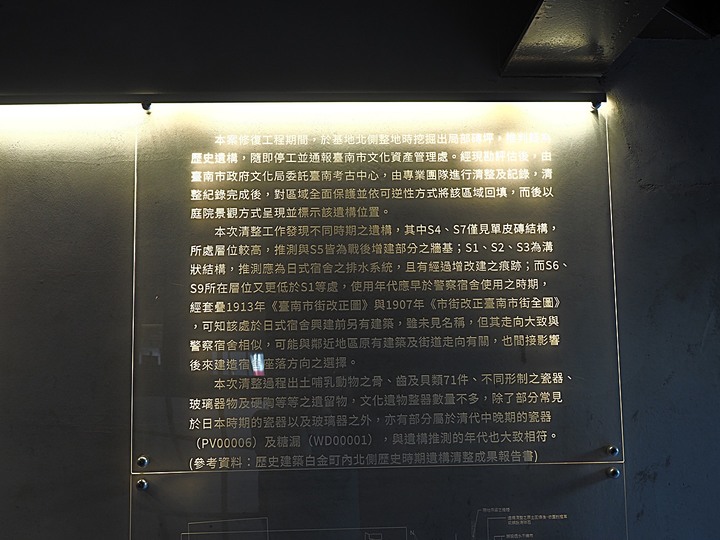 本案修復工程期間，於基地北側整地時挖掘出局部磚坪，
歷史遺構，隨即停工並通報臺南市文化資產管理處。經現勘評估後，由
臺南市政府文化局委託臺南考古中心，由專業團隊進行清整及記錄，清
整紀錄完成後，對區域全面保護並依可逆性方式將該區域回填，而後以
庭院景觀方式呈現並標示該遺構位置。
本次清整工作發現不同時期之遺構，其中S4、S7僅見單皮磚結構，
所處層位較高，推測與S5皆為戰後增建部分之牆基；S1、S2、S3為溝
狀結構，推測應為日式宿舍之排水系統，且有經過增改建之痕跡；而S6、
S9所在層位又更低於S1等處，使用年代應早於警察宿舍使用之時期，
經套疊1913年《臺南市街改正圖》與1907年《市街改正臺南市街全圖》
，可知該處於日式宿舍興建前另有建築，雖未見名稱，但其走向大致與
警察宿舍相似，可能與鄰近地區原有建築及街道走向有關，也間接影響
後來建造宿 座落方向之選擇。
本次清整過程出土哺乳動物之骨、齒及貝類71件、不同形制之瓷器、
玻璃器物及硬陶等等之遺留物，文化遺物整器數量不多，除了部分常見
於日本時期的瓷器以及玻璃器之外，亦有部分屬於清代中晚期的瓷器
（PV00006）及糖漏（WD00001），與遺構推測的年代也大致相符。
(參考資料：歷史建築白金町內北側歷史時期遺構清整成果報告書)